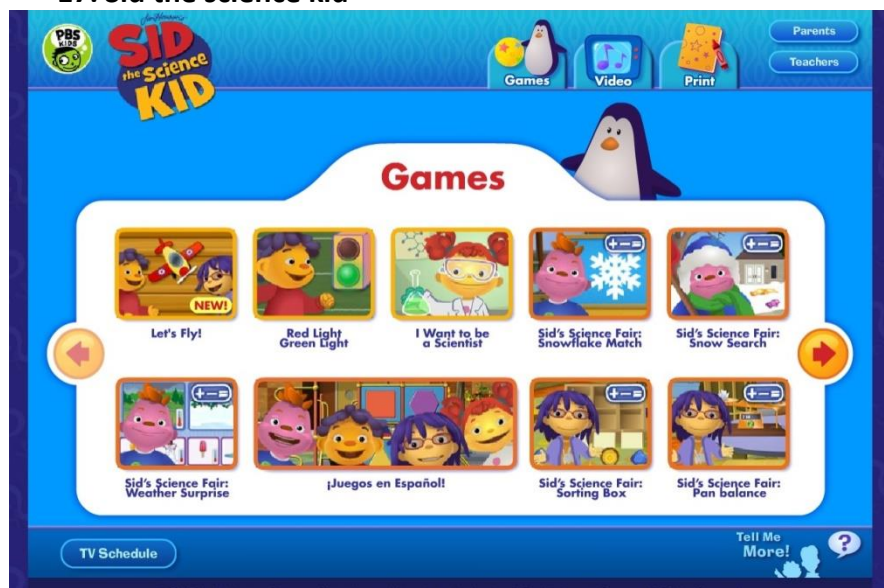 17. Sid the science kid
PBS
KIDS
Jim Henson's
SID
the Science
KID
Games
Video
Print
Parents
Teachers
Games
NEW!
Let's Fly!
Red Light
Green Light
I Want to be
a Scientist
Sid's Science Fair:
Snowflake Match
Sid's Science Fair:
Snow Search
Sid's Science Fair:
Weather Surprise
¡Juegos en Español!
Sid's Science Fair:
Sorting Box
Sid's Science Fair:
Pan balance
TV Schedule
Tell Me
More!
?